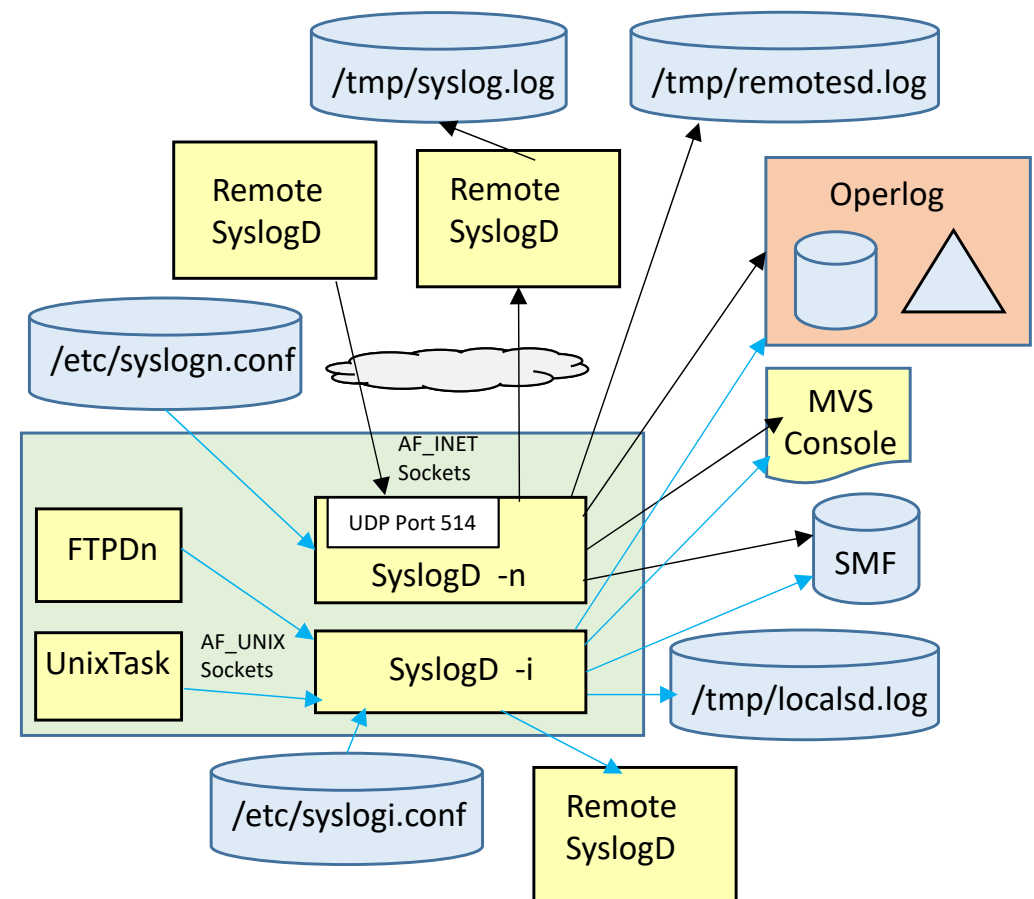 /tmp/syslog.log
/tmp/remotesd.log
Remote
SyslogD
Remote
SyslogD
Operlog
/etc/syslogn.conf
MVS
Console
AF_INET
Sockets
UDP Port 514
SyslogD -n
FTPDn
SMF
AF_UNIX
Sockets
UnixTask
SyslogD -i
/tmp/localsd.log
/etc/syslogi.conf
Remote
SyslogD